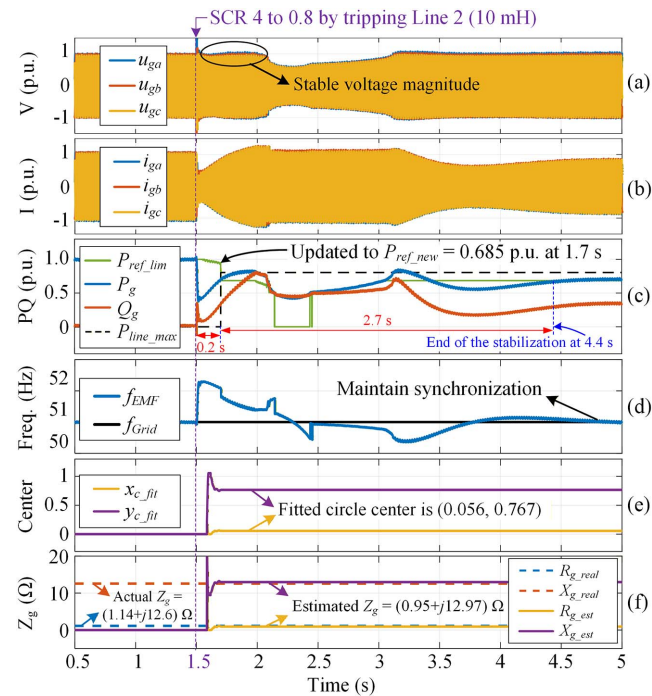 SCR 4 to 0.8 by tripping Line 2 (10 mH)
V (p.u.)
1
0
-1
u_ga
u_gb
u_gc
Stable voltage magnitude
(a)
I (p.u.)
1
0
-1
i_ga
i_gb
i_gc
(b)
PQ (p.u.)
1.0
0.5
0
P_ref_lim
P_g
Q_g
P_line_max
Updated to P_ref_new = 0.685 p.u. at 1.7 s
0.2 s
2.7 s
End of the stabilization at 4.4 s
(c)
Freq. (Hz)
52
51
50
f_EMF
f_Grid
Maintain synchronization
(d)
Center
1
0.5
0
x_c_fit
y_c_fit
Fitted circle center is (0.056, 0.767)
(e)
Z_g (Ω)
20
10
0
Actual Z_g =
(1.14+j12.6) Ω
Estimated Z_g = (0.95+j12.97) Ω
R_g_real
X_g_real
R_g_est
X_g_est
(f)
0.5 1 1.5 2 2.5 3 3.5 4 4.5 5
Time (s)